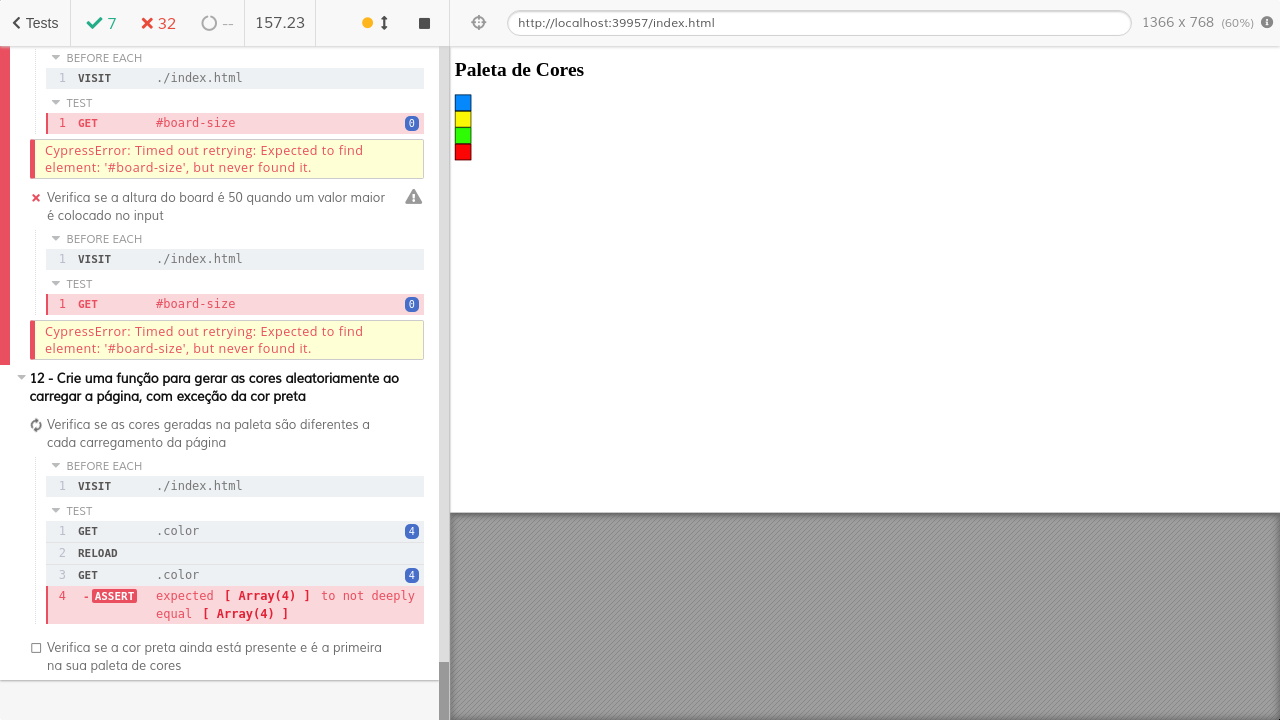 Tests 7 32 -- 157.23
http://localhost:39957/index.html 1366 x 768 (60%)
BEFORE EACH
1 VISIT ./index.html
TEST
1 GET #board-size 0
CypressError: Timed out retrying: Expected to find
element: '#board-size', but never found it.
Verifica se a altura do board é 50 quando um valor maior
é colocado no input
BEFORE EACH
1 VISIT ./index.html
TEST
1 GET #board-size 0
CypressError: Timed out retrying: Expected to find
element: '#board-size', but never found it.
12 - Crie uma função para gerar as cores aleatoriamente ao
carregar a página, com exceção da cor preta
Verifica se as cores geradas na paleta são diferentes a
cada carregamento da página
BEFORE EACH
1 VISIT ./index.html
TEST
1 GET .color 4
2 RELOAD
3 GET .color 4
4 -ASSERT expected [ Array(4) ] to not deeply
equal [ Array(4) ]
Verifica se a cor preta ainda está presente e é a primeira
na sua paleta de cores
Paleta de Cores